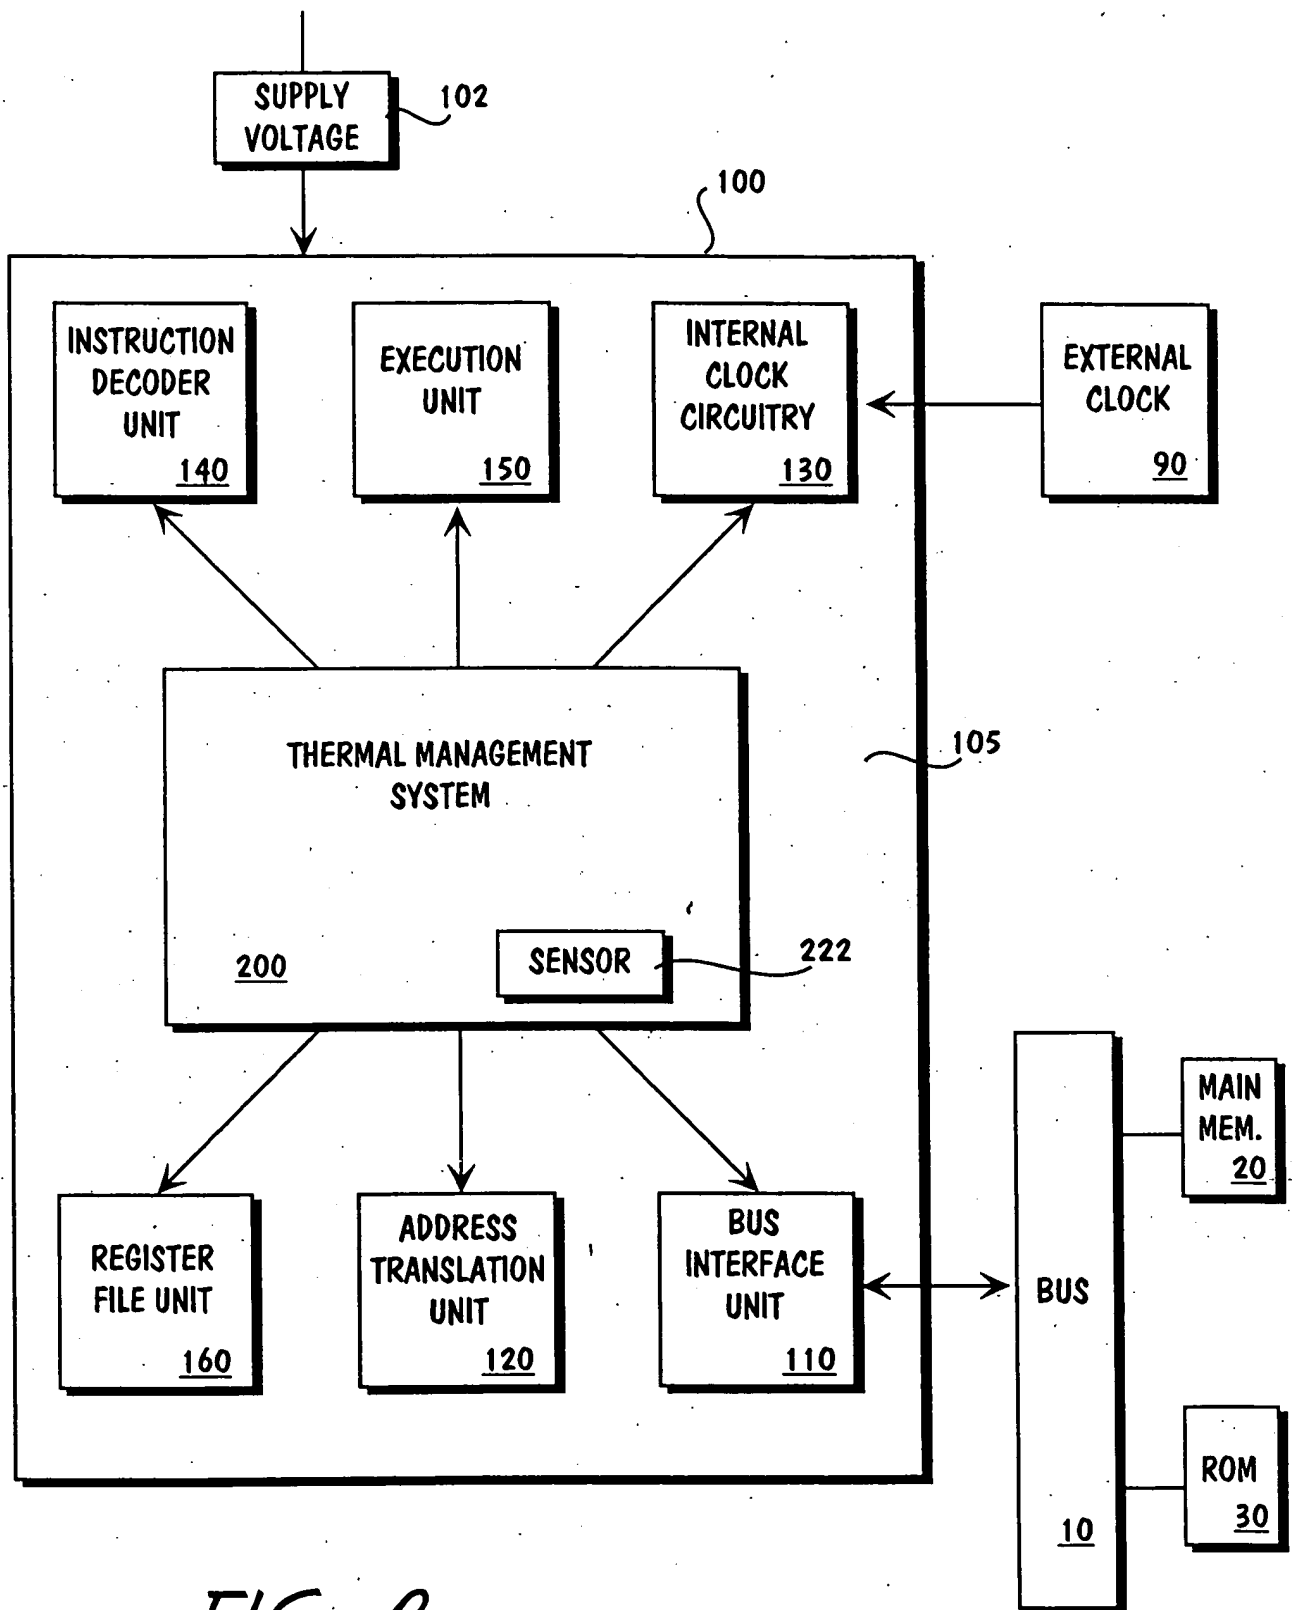 SUPPLY
VOLTAGE
102
100
INSTRUCTION
DECODER
UNIT
140
EXECUTION
UNIT
150
INTERNAL
CLOCK
CIRCUITRY
130
EXTERNAL
CLOCK
90
THERMAL MANAGEMENT
SYSTEM
105
200
SENSOR
222
REGISTER
FILE UNIT
160
ADDRESS
TRANSLATION
UNIT
120
BUS
INTERFACE
UNIT
110
BUS
10
MAIN
MEM.
20
ROM
30